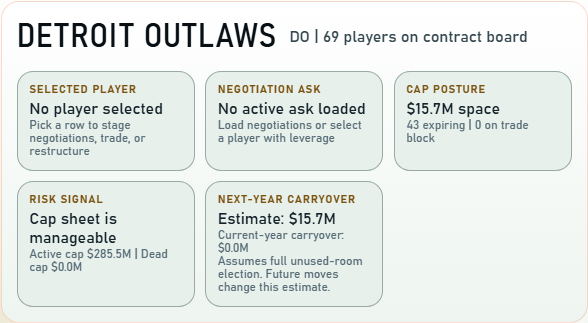 DETROIT OUTLAWS DO | 69 players on contract board
SELECTED PLAYER
No player selected
Pick a row to stage
negotiations, trade, or
restructure
NEGOTIATION ASK
No active ask loaded
Load negotiations or select
a player with leverage
CAP POSTURE
$15.7M space
43 expiring | 0 on trade
block
RISK SIGNAL
Cap sheet is
manageable
Active cap $285.5M | Dead
cap $0.0M
NEXT-YEAR CARRYOVER
Estimate: $15.7M
Current-year carryover:
$0.0M
Assumes full unused-room
election. Future moves
change this estimate.